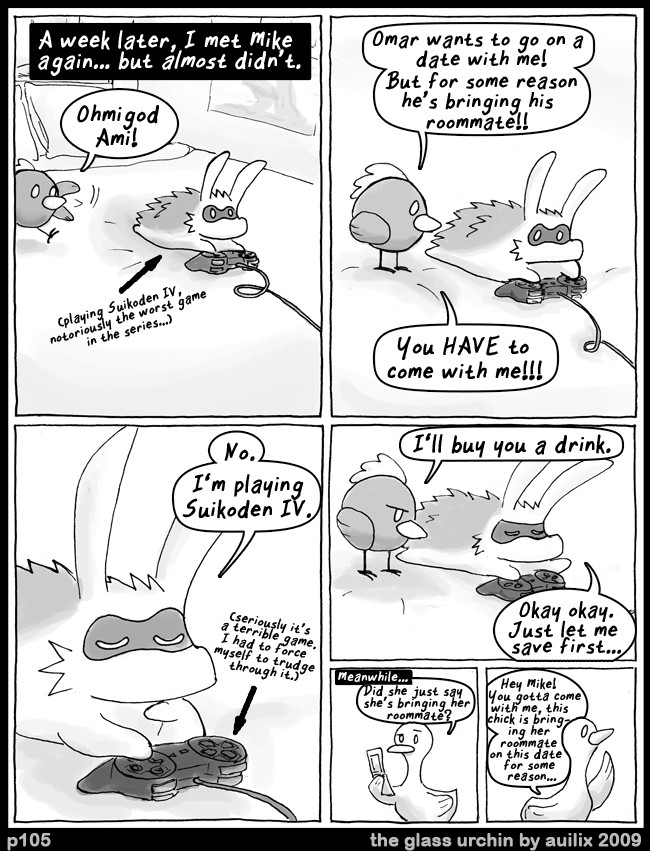 A week later, I met Mike
again... but almost didn't.
Ohmigod
Ami!
(playing Suikoden IV,
notoriously the worst game
in the series...)
Omar wants to go on a
date with me!
But for some reason
he's bringing his
roommate!!
You HAVE to
come with me!!!
No.
I'm playing
Suikoden IV.
(seriously it's
a terrible game.
I had to force
myself to trudge
through it.)
I'll buy you a drink.
Okay okay.
Just let me
save first...
Meanwhile...
Did she just say
she's bringing her
roommate?
Hey Mike!
You gotta come
with me, this
chick is bring-
ing her
roommate
on this date
for some
reason...
p105
the glass urchin by auilix 2009